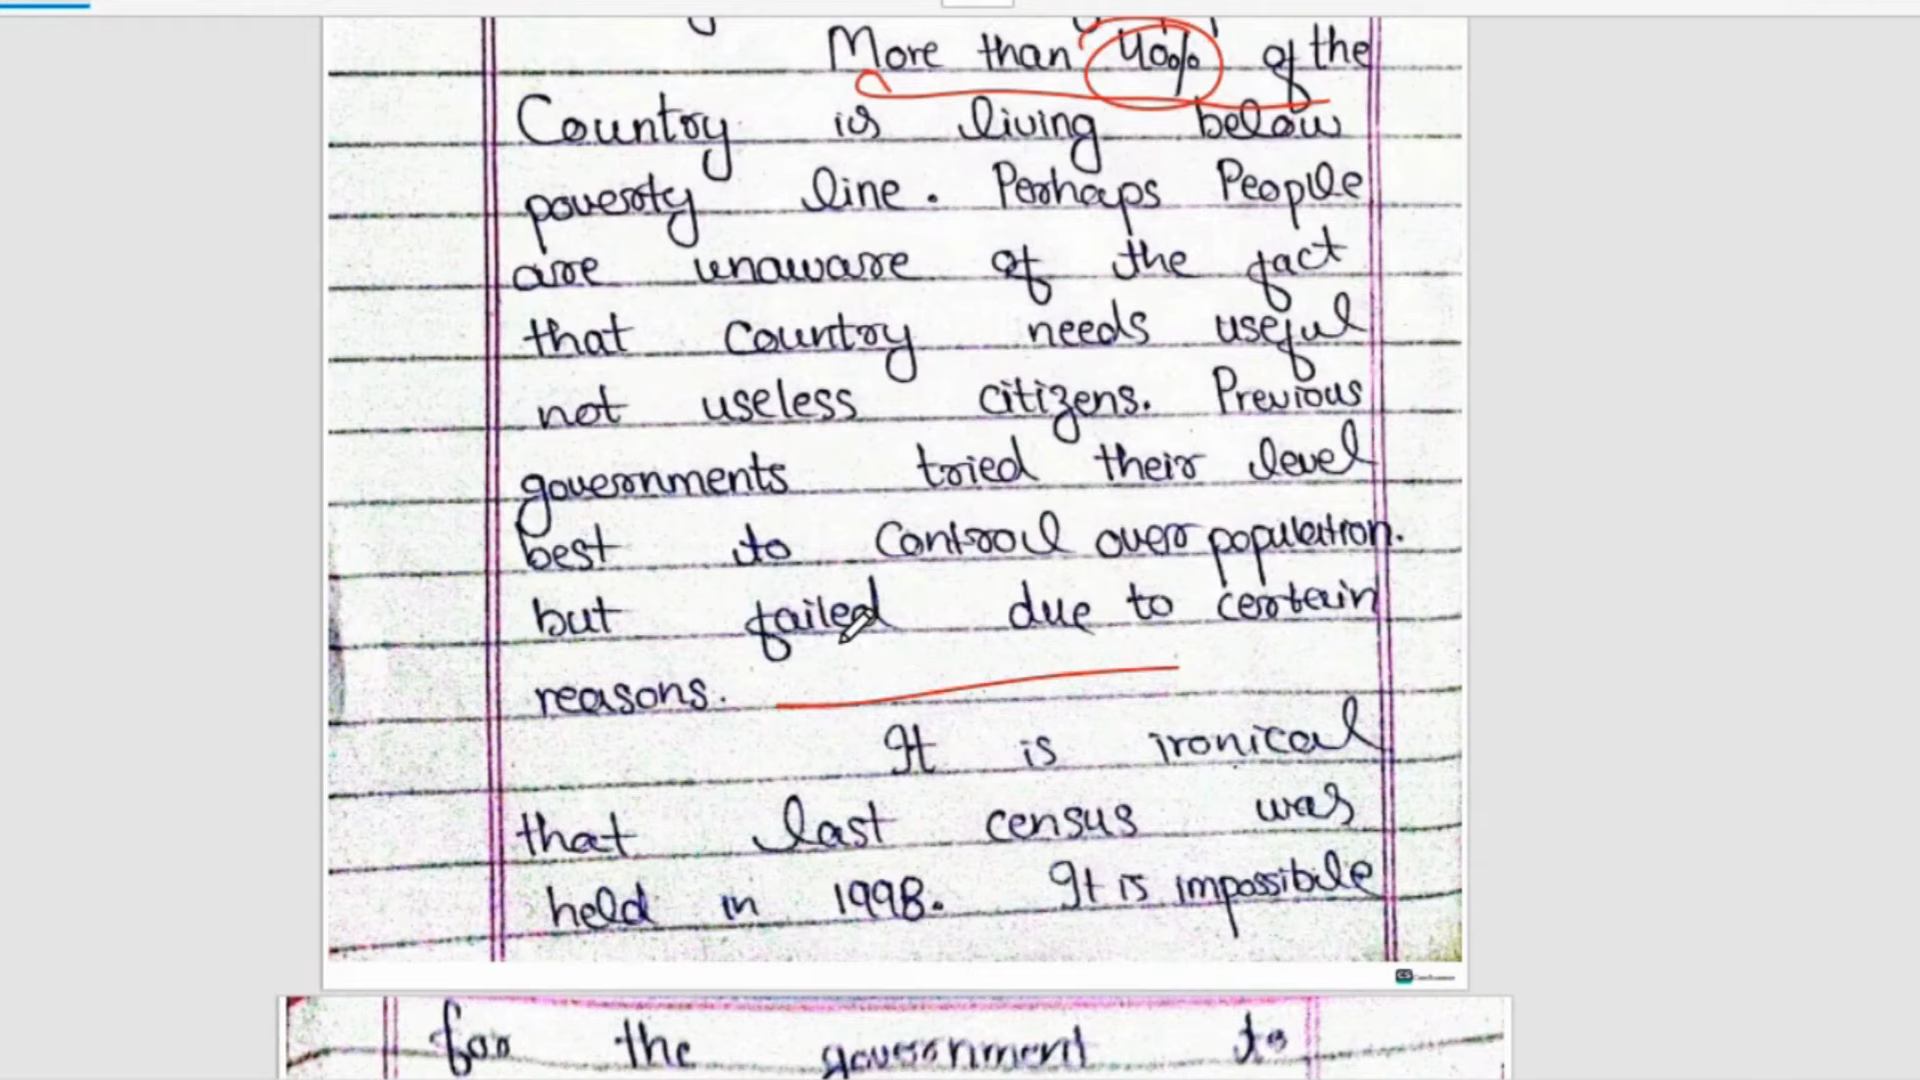 More than 40% of the
Country is living below
poverty line. Perhaps People
are unaware of the fact
that country needs useful
not useless citizens. Previous
governments tried their level
best to Control over population.
but failed due to certain
reasons.
It is ironical
that last census was
held in 1998. It is impossible
for the government to